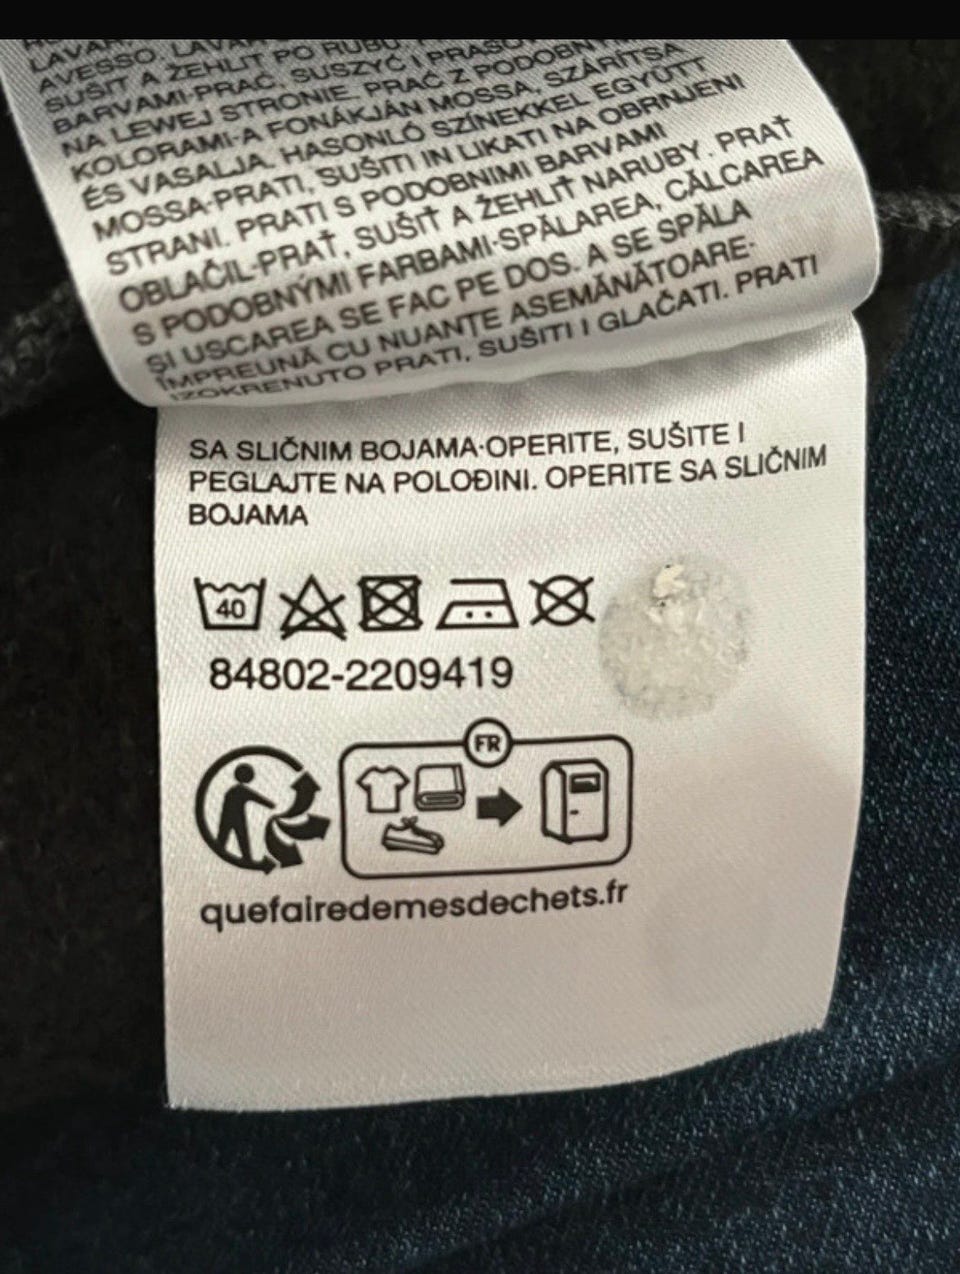 LAVAR.
AVESSO. LAVAR
SUŠIT A ŽEHLIT PO RUBU
BARVAMI·PRAĆ, SUSZYĆ I PRASOWAĆ
NA LEWEJ STRONIE. PRAĆ Z PODOBNYMI
KOLORAMI·A FONÁKJÁN MOSSA, SZÁRÍTSA
ÉS VASALJA. HASONLÓ SZÍNEKKEL EGYÜTT
MOSSA·PRATI, SUŠITI IN LIKATI NA OBRNJENI
STRANI. PRATI S PODOBNIMI BARVAMI
OBLAČIL·PRAŤ, SUŠIŤ A ŽEHLIŤ NARUBY. PRAŤ
S PODOBNÝMI FARBAMI·SPĂLAREA, CĂLCAREA
ȘI USCAREA SE FAC PE DOS. A SE SPĂLA
ÎMPREUNĂ CU NUANȚE ASEMĂNĂTOARE·
IZOKRENUTO PRATI, SUŠITI I GLAČATI. PRATI
SA SLIČNIM BOJAMA·OPERITE, SUŠITE I
PEGLAJTE NA POLOĐINI. OPERITE SA SLIČNIM
BOJAMA
40
84802-2209419
FR
quefairedemesdechets.fr